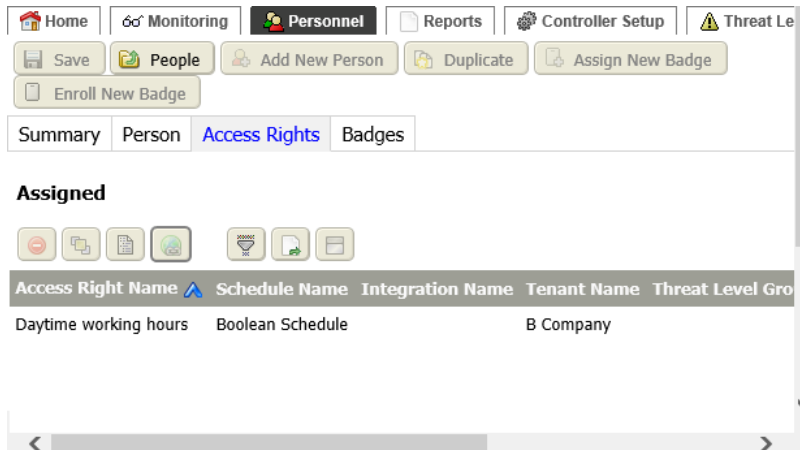 Home Monitoring Personnel Reports Controller Setup Threat Le
Save People Add New Person Duplicate Assign New Badge
Enroll New Badge
Summary Person Access Rights Badges
Assigned
Access Right Name Schedule Name Integration Name Tenant Name Threat Level Gro
Daytime working hours Boolean Schedule B Company